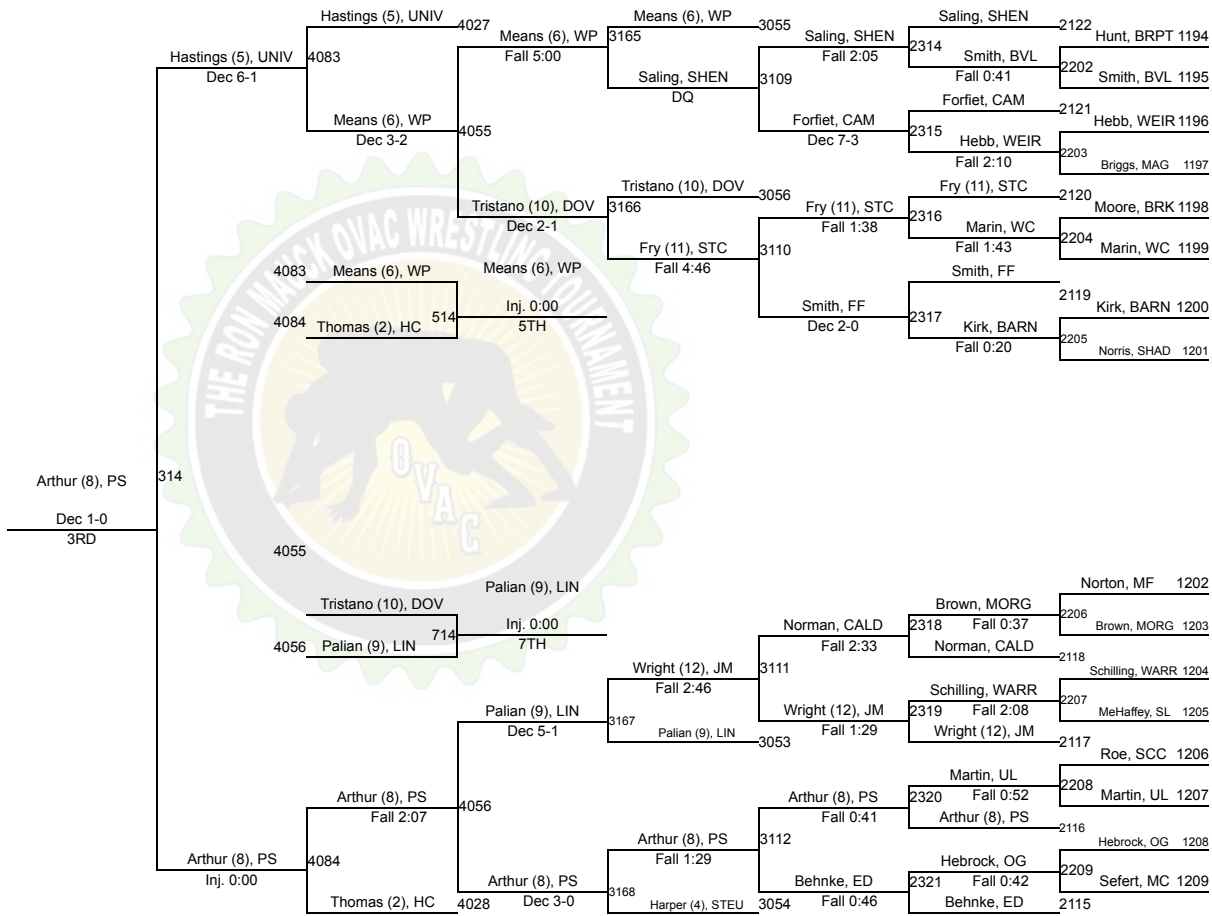 Hastings (5), UNIV
4027
Means (6), WP
3055
Saling, SHEN
2122
Hunt, BRPT 1194
Means (6), WP
3165
Fall 5:00
Saling, SHEN
2314
Fall 2:05
Smith, BVL
2202
Fall 0:41
Smith, BVL 1195
Hastings (5), UNIV
4083
Dec 6-1
Saling, SHEN
3109
DQ
Forfiet, CAM
2121
Hebb, WEIR 1196
Means (6), WP
4055
Dec 3-2
Forfiet, CAM
2315
Dec 7-3
Hebb, WEIR
2203
Fall 2:10
Briggs, MAG 1197
Tristano (10), DOV
3056
Fry (11), STC
2120
Moore, BRK 1198
Tristano (10), DOV
3166
Dec 2-1
Fry (11), STC
2316
Fall 1:38
Marin, WC
2204
Fall 1:43
Marin, WC 1199
Fry (11), STC
3110
Fall 4:46
THE RON MAUCK OVAC WRESTLING TOURNAMENT
OVAC
4083
Means (6), WP
Means (6), WP
Smith, FF
2119
4084
Thomas (2), HC
514
Inj. 0:00
5TH
Smith, FF
2317
Dec 2-0
Kirk, BARN
2205
Fall 0:20
Kirk, BARN 1200
Norris, SHAD 1201
Arthur (8), PS
314
Dec 1-0
3RD
4055
Palian (9), LIN
Tristano (10), DOV
714
Inj. 0:00
7TH
4056
Palian (9), LIN
Norton, MF 1202
Brown, MORG
2318
Fall 0:37
2206
Brown, MORG 1203
Norman, CALD
3111
Fall 2:33
Norman, CALD
2118
Schilling, WARR 1204
Wright (12), JM
Fall 2:46
Schilling, WARR
2319
Fall 2:08
2207
MeHaffey, SL 1205
Palian (9), LIN
3167
Dec 5-1
Wright (12), JM
Fall 1:29
Palian (9), LIN
3053
Wright (12), JM
2117
Roe, SCC 1206
Martin, UL
2320
Fall 0:52
2208
Martin, UL 1207
Arthur (8), PS
4056
Fall 2:07
Arthur (8), PS
3112
Fall 0:41
Arthur (8), PS
2116
Hebrock, OG 1208
Arthur (8), PS
Fall 1:29
Arthur (8), PS
4084
Inj. 0:00
Hebrock, OG
2321
Fall 0:42
2209
Sefert, MC 1209
Arthur (8), PS
3168
Dec 3-0
Behnke, ED
Fall 0:46
Thomas (2), HC
4028
Harper (4), STEU
3054
Behnke, ED
2115